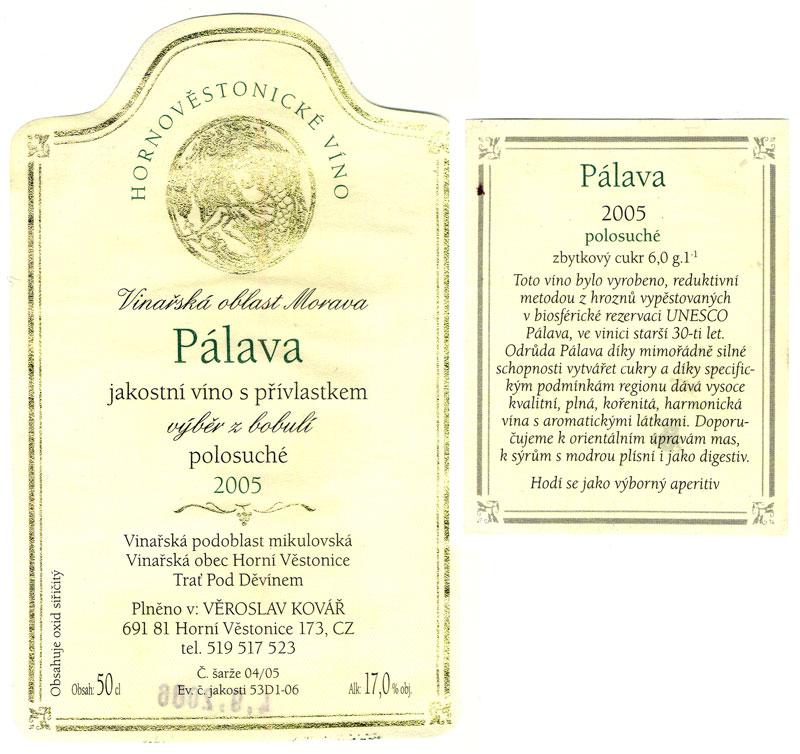 HORNOVĚSTONICKÉ VÍNO
Vinařská oblast Morava
Pálava
jakostní víno s přívlastkem
výběr z bobulí
polosuché
2005
Vinařská podoblast mikulovská
Vinařská obec Horní Věstonice
Trať Pod Děvínem
Plněno v: VĚROSLAV KOVÁŘ
691 81 Horní Věstonice 173, CZ
tel. 519 517 523
Č. šarže 04/05
Obsah: 50 cl
Ev. č. jakosti 53D1-06
Alk: 17,0 % obj.
Obsahuje oxid siřičitý
Pálava
2005
polosuché
zbytkový cukr 6,0 g.l⁻¹
Toto víno bylo vyrobeno, reduktivní
metodou z hroznů vypěstovaných
v biosférické rezervaci UNESCO
Pálava, ve vinici starší 30-ti let.
Odrůda Pálava díky mimořádně silné
schopnosti vytvářet cukry a díky specific-
kým podmínkám regionu dává vysoce
kvalitní, plná, kořenitá, harmonická
vína s aromatickými látkami. Doporu-
čujeme k orientálním úpravám mas,
k sýrům s modrou plísní i jako digestiv.
Hodí se jako výborný aperitiv